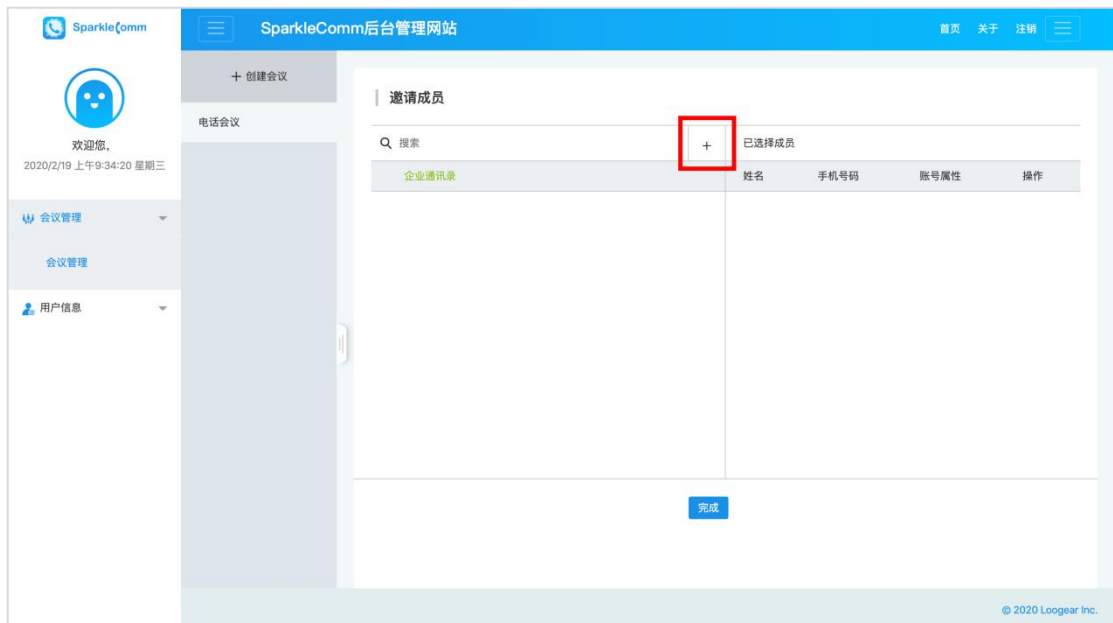 SparkleComm
SparkleComm后台管理网站
首页 关于 注销
欢迎您,
2020/2/19 上午9:34:20 星期三
会议管理
会议管理
用户信息
+ 创建会议
电话会议
邀请成员
搜索
+
已选择成员
企业通讯录
姓名 手机号码 账号属性 操作
完成
© 2020 Loogear Inc.